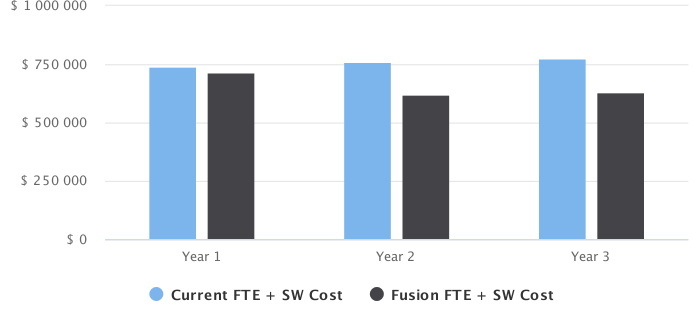 $ 1 000 000
$ 750 000
$ 500 000
$ 250 000
$ 0
Year 1
Year 2
Year 3
Current FTE + SW Cost
Fusion FTE + SW Cost